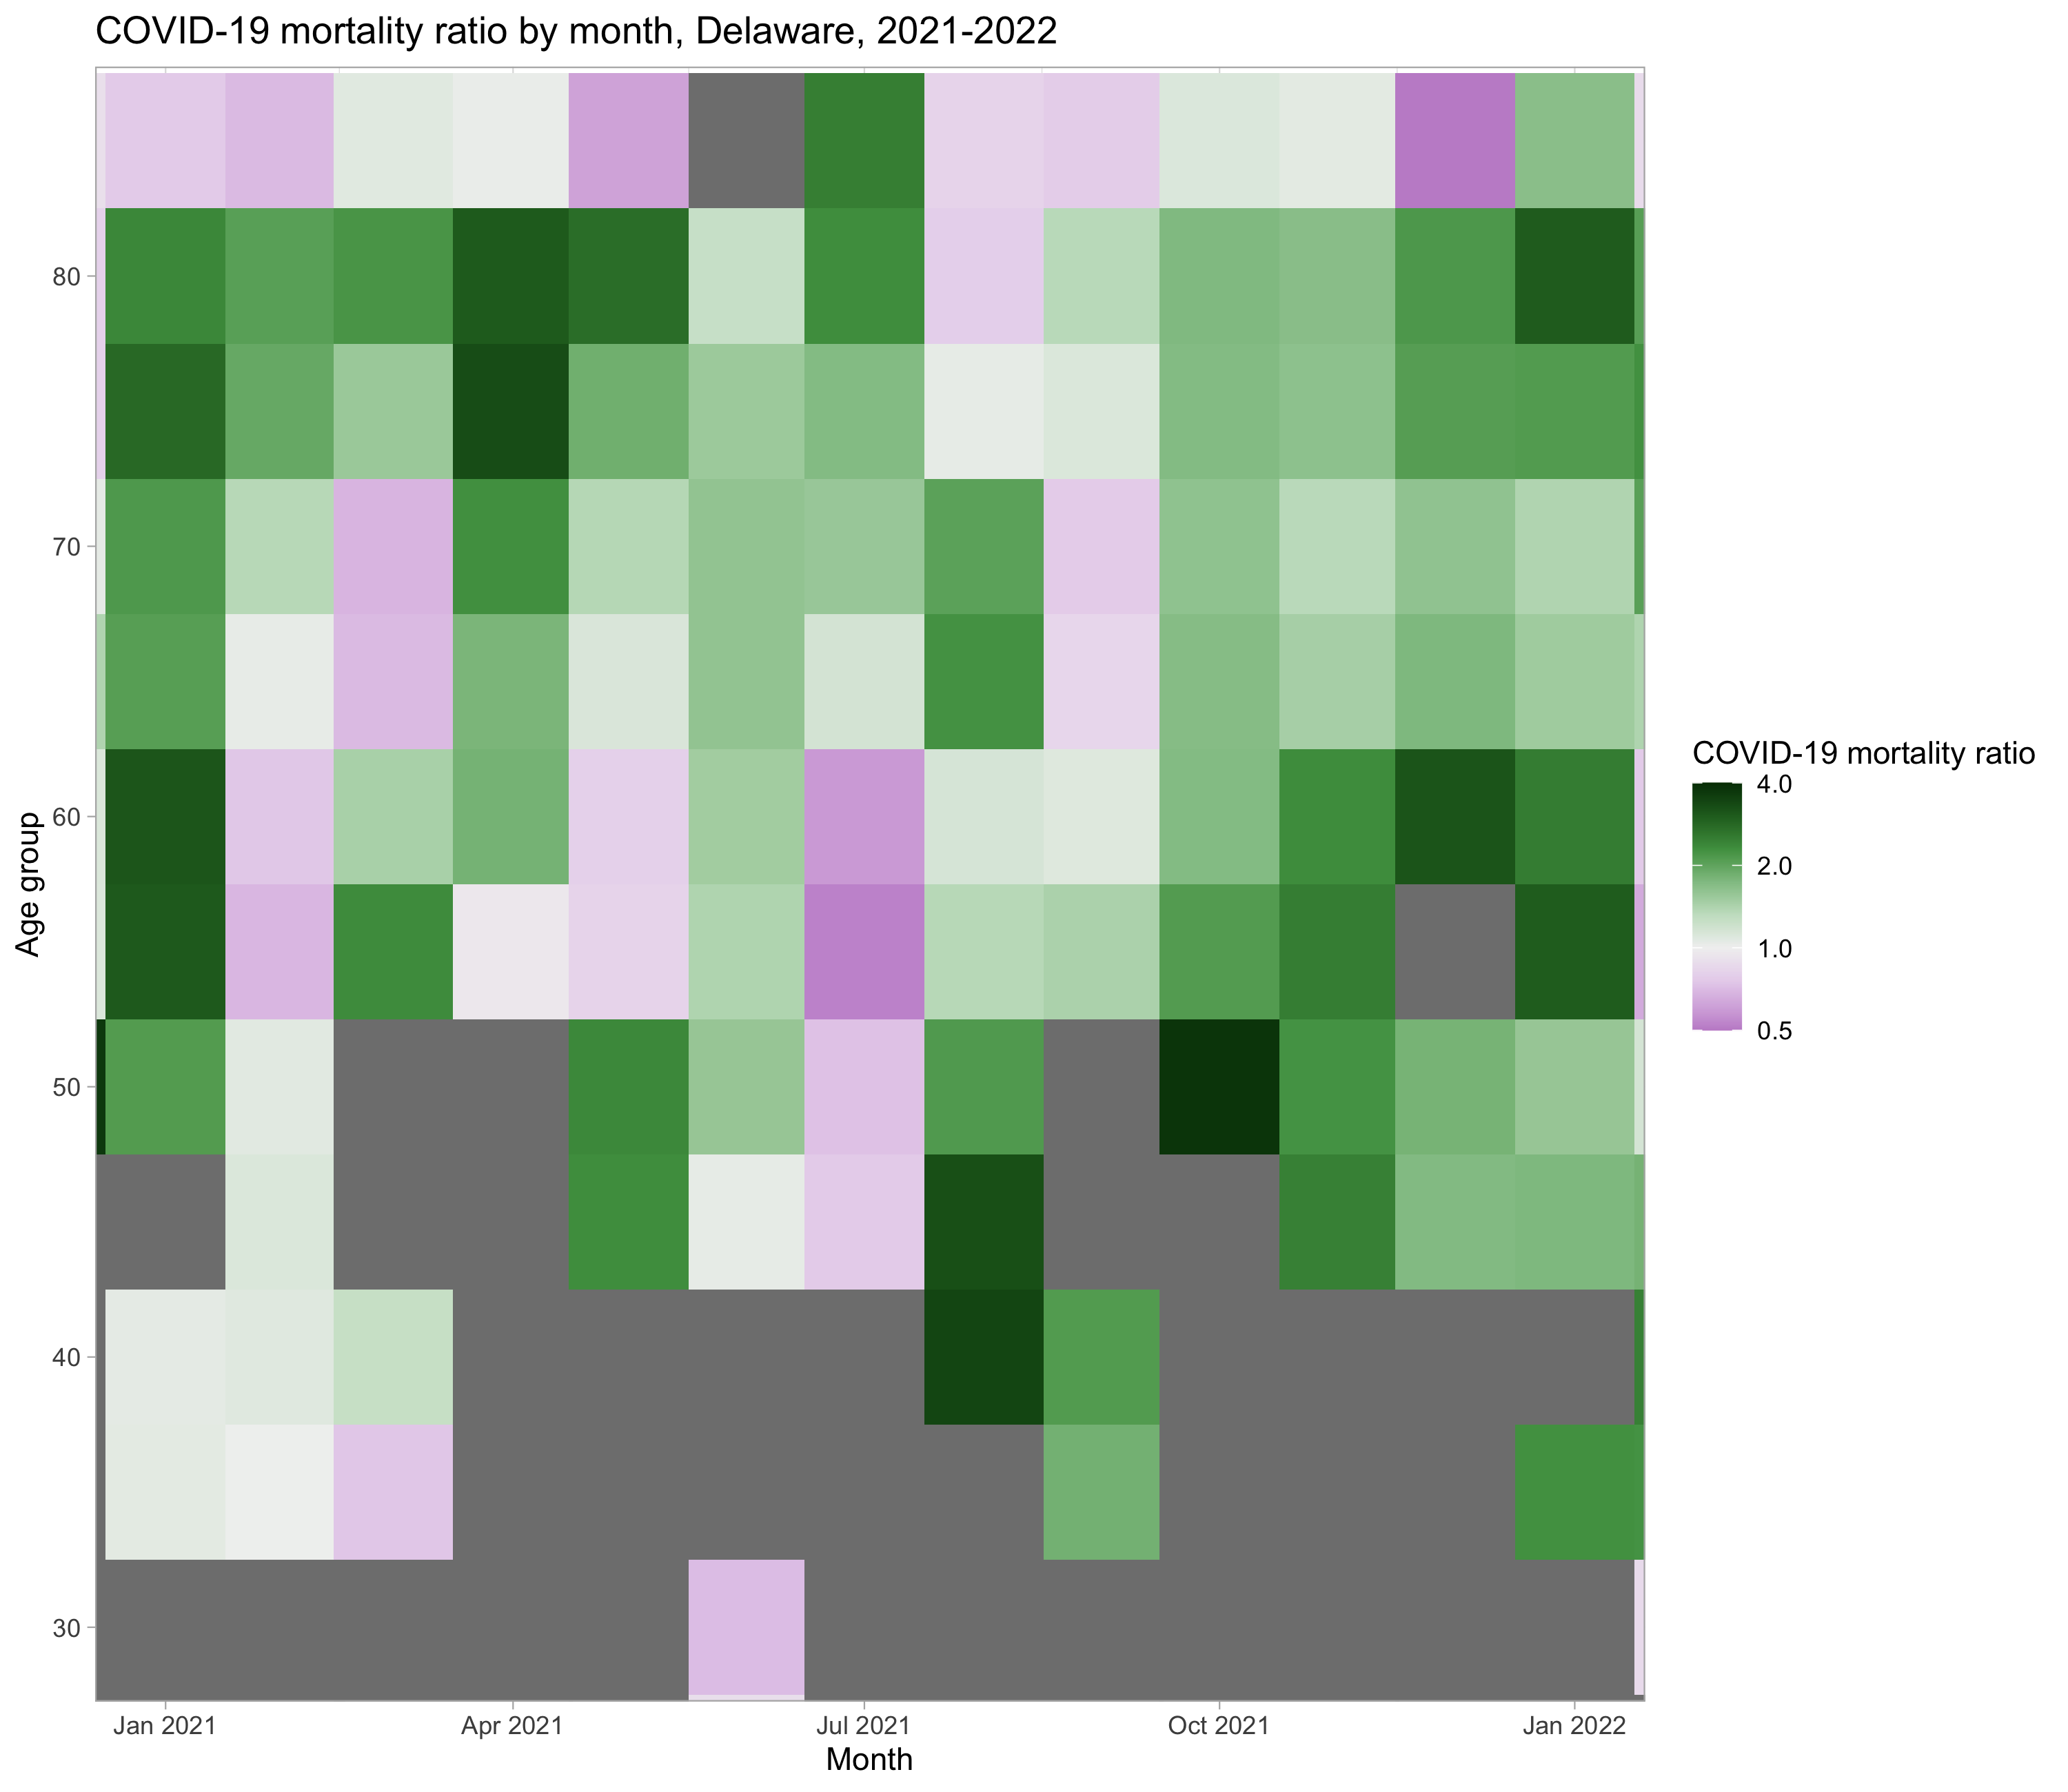 COVID-19 mortality ratio by month, Delaware, 2021-2022
80
70
60
50
40
30
Age group
Jan 2021
Apr 2021
Jul 2021
Oct 2021
Jan 2022
Month
COVID-19 mortality ratio
4.0
2.0
1.0
0.5